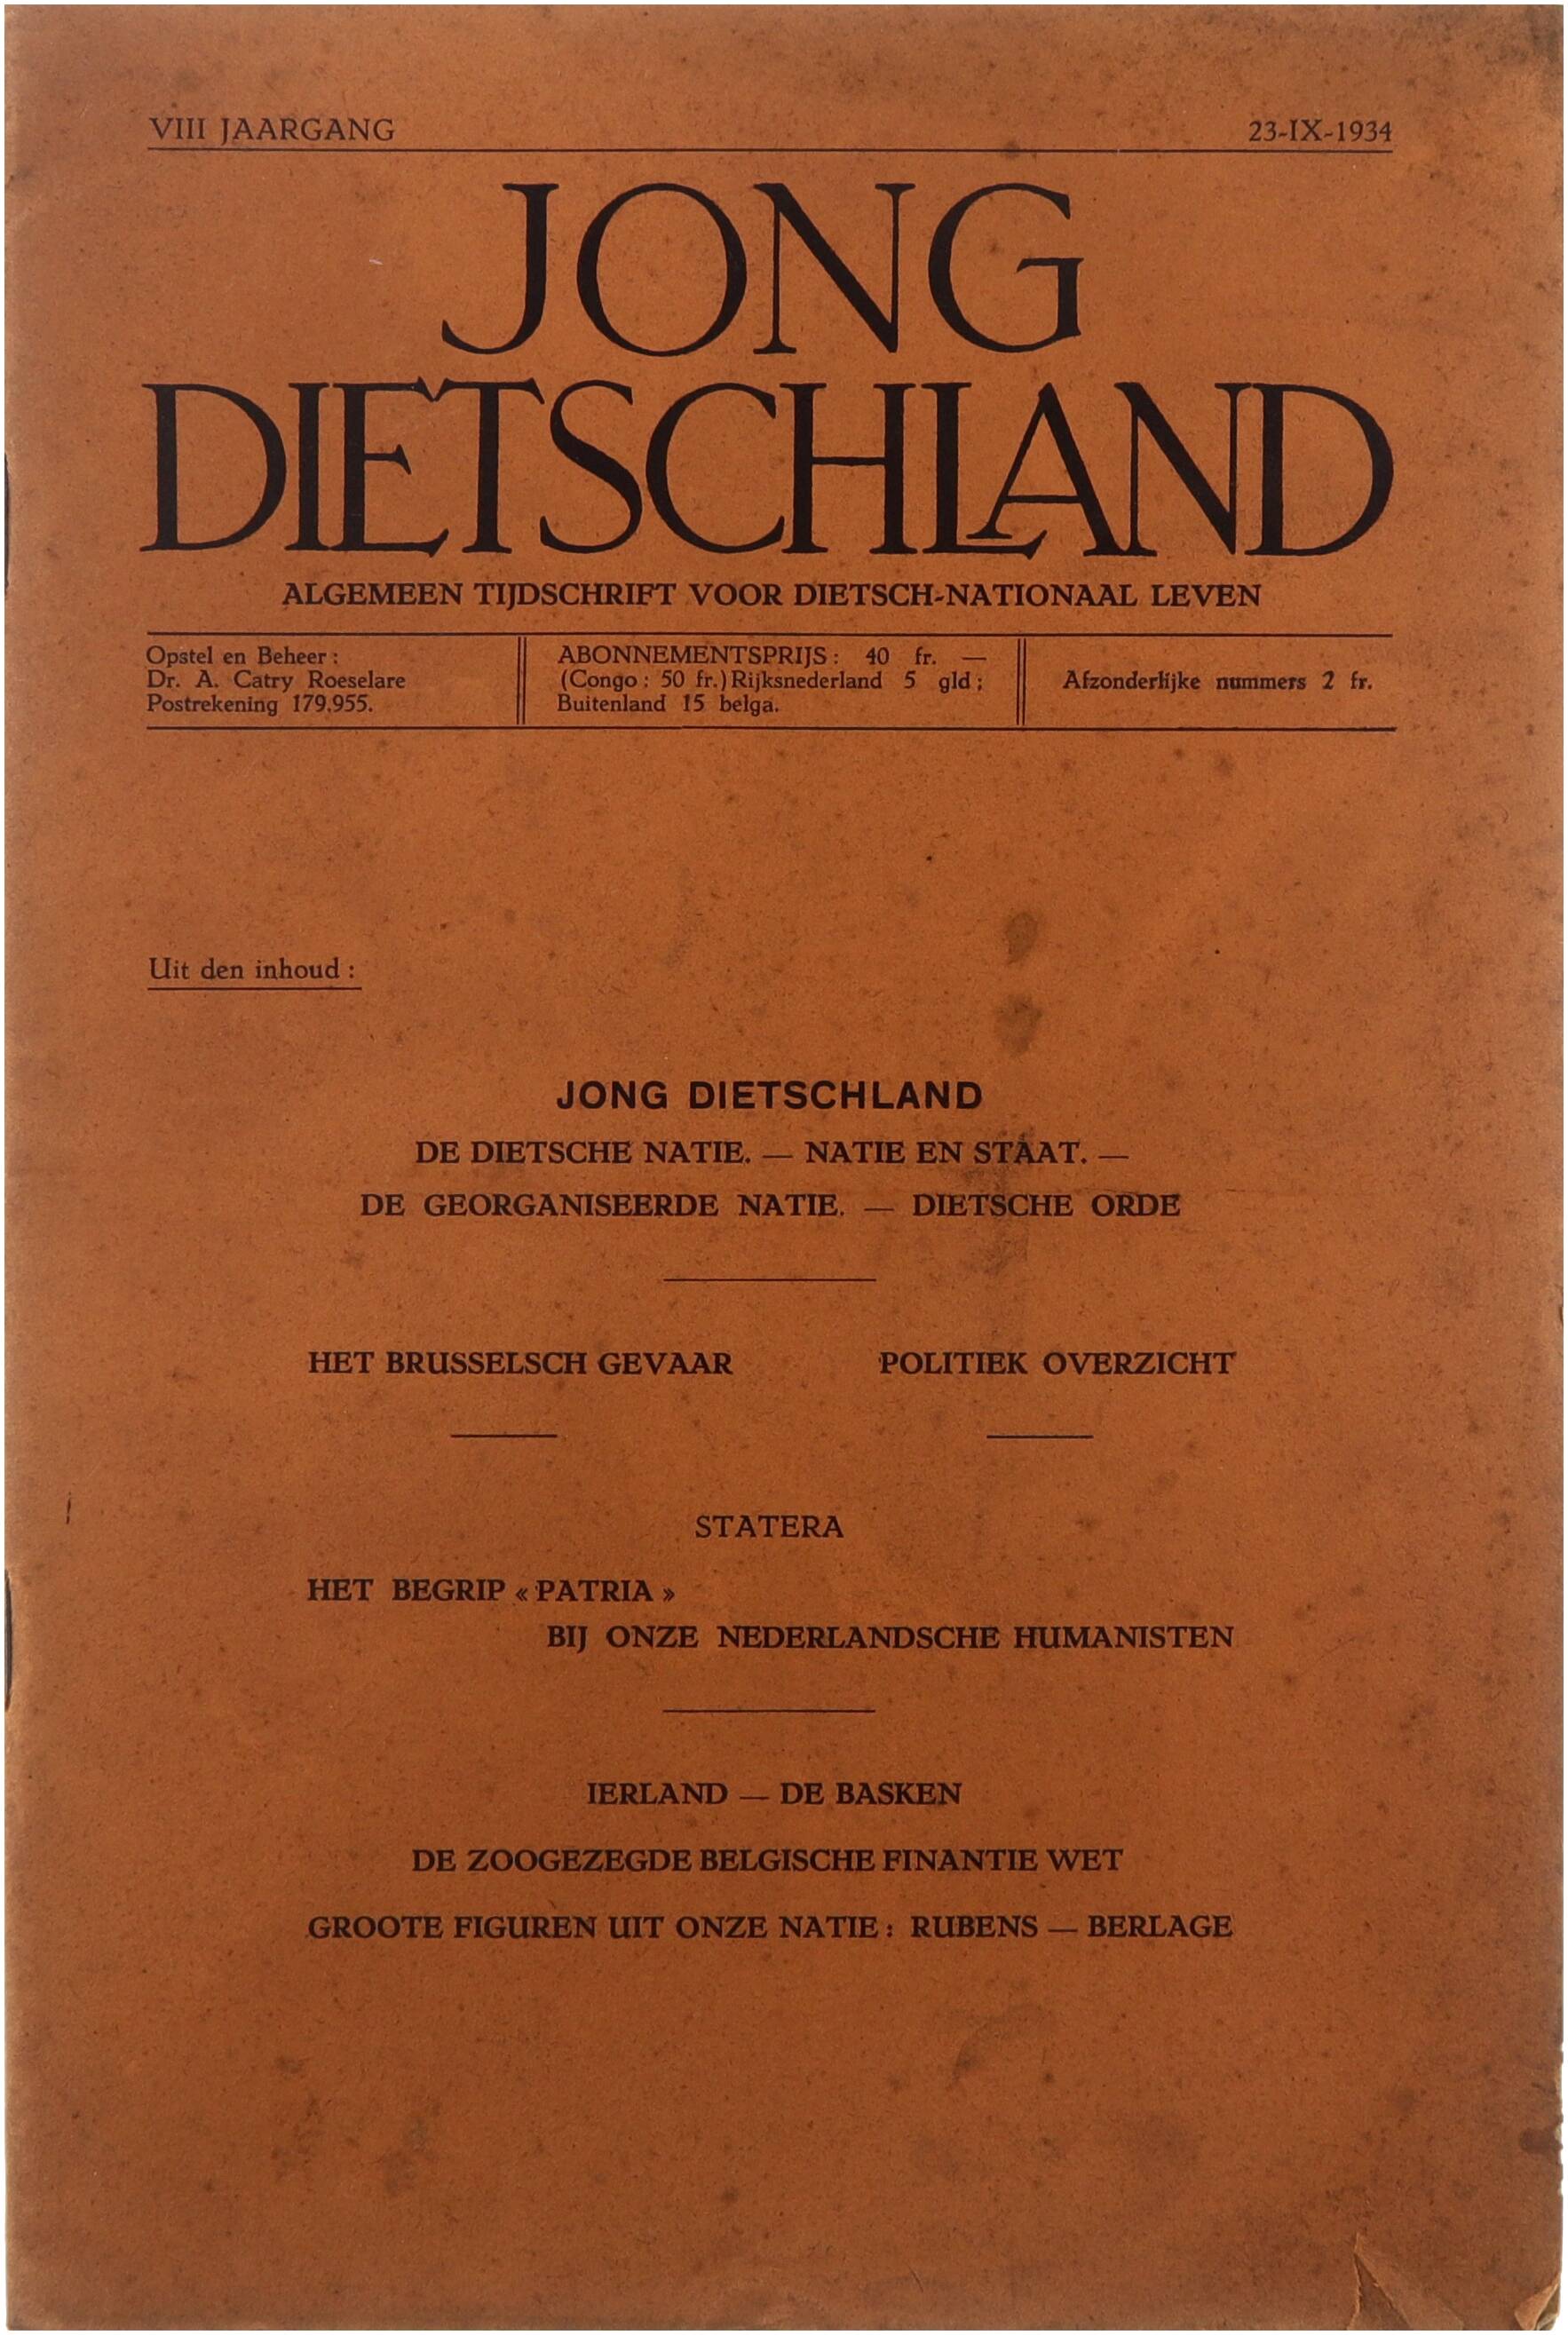 VIII JAARGANG 23-IX-1934
JONG
DIETSCHLAND
ALGEMEEN TIJDSCHRIFT VOOR DIETSCH-NATIONAAL LEVEN
Opstel en Beheer :
Dr. A. Catry Roeselare
Postrekening 179.955.
ABONNEMENTSPRIJS : 40 fr. —
(Congo : 50 fr.) Rijksnederland 5 gld ;
Buitenland 15 belga.
Afzonderlijke nummers 2 fr.
Uit den inhoud :
JONG DIETSCHLAND
DE DIETSCHE NATIE. — NATIE EN STAAT. —
DE GEORGANISEERDE NATIE. — DIETSCHE ORDE
HET BRUSSELSCH GEVAAR POLITIEK OVERZICHT
STATERA
HET BEGRIP « PATRIA »
BIJ ONZE NEDERLANDSCHE HUMANISTEN
IERLAND — DE BASKEN
DE ZOOGEZEGDE BELGISCHE FINANTIE WET
GROOTE FIGUREN UIT ONZE NATIE : RUBENS — BERLAGE